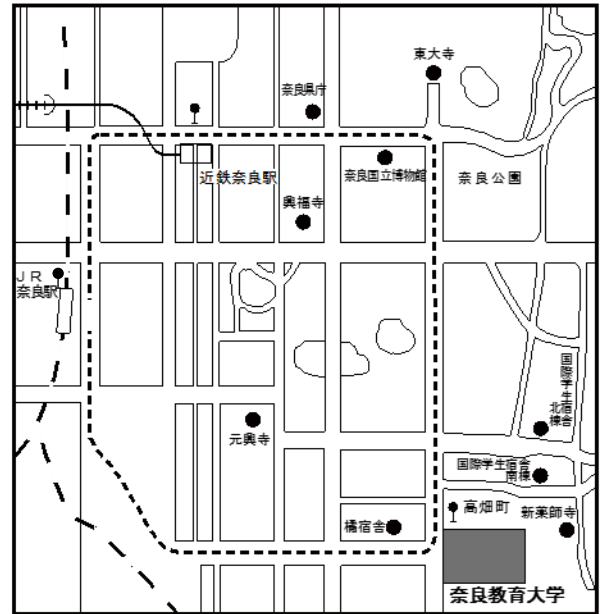 東大寺
奈良県庁
近鉄奈良駅
奈良国立博物館
奈良公園
興福寺
JR
奈良駅
国際学生宿舎
北棟
元興寺
国際学生宿舎
南棟
高畑町
新薬師寺
橘宿舎
奈良教育大学